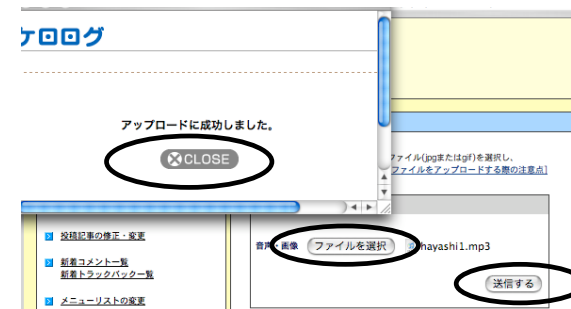 ケロログ
アップロードに成功しました。
CLOSE
ファイル(jpgまたはgif)を選択し、
ファイルをアップロードする際の注意点]
投稿記事の修正・変更
新着コメント一覧
新着トラックバック一覧
メニューリストの変更
音声・画像 ファイルを選択 hayashi1.mp3
送信する